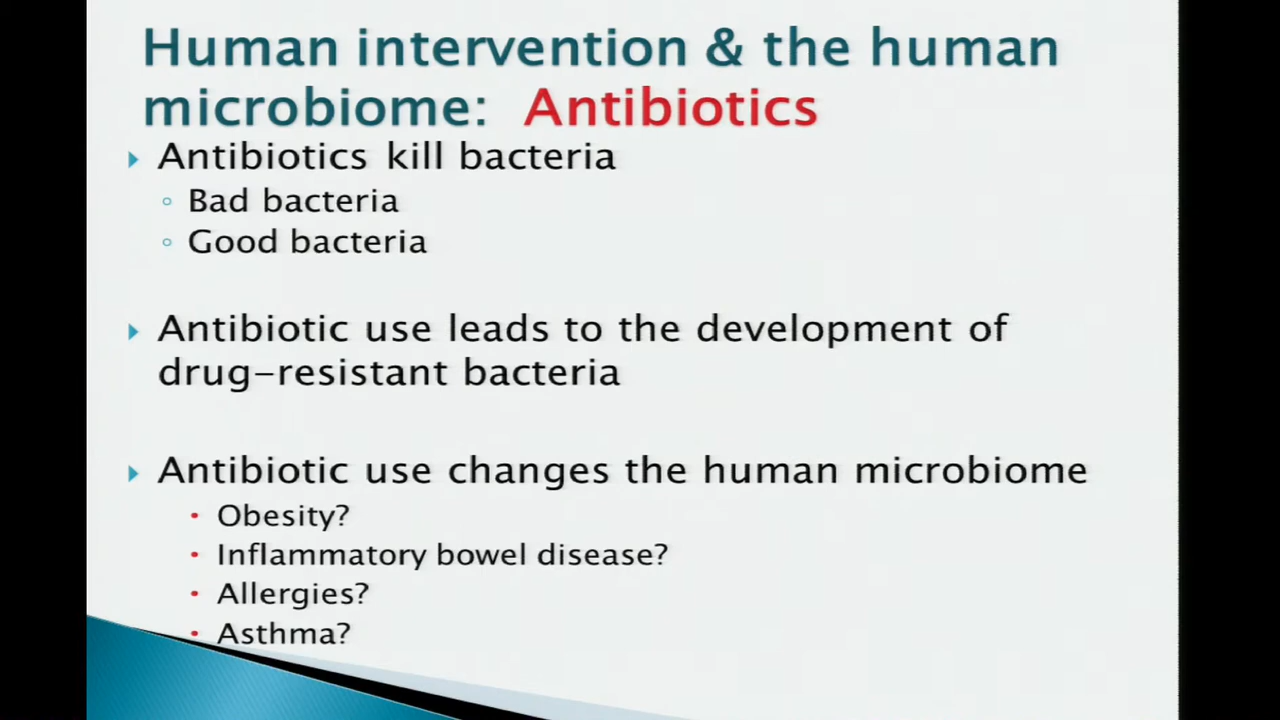 Human intervention & the human
microbiome: Antibiotics
Antibiotics kill bacteria
Bad bacteria
Good bacteria
Antibiotic use leads to the development of
drug-resistant bacteria
Antibiotic use changes the human microbiome
Obesity?
Inflammatory bowel disease?
Allergies?
Asthma?